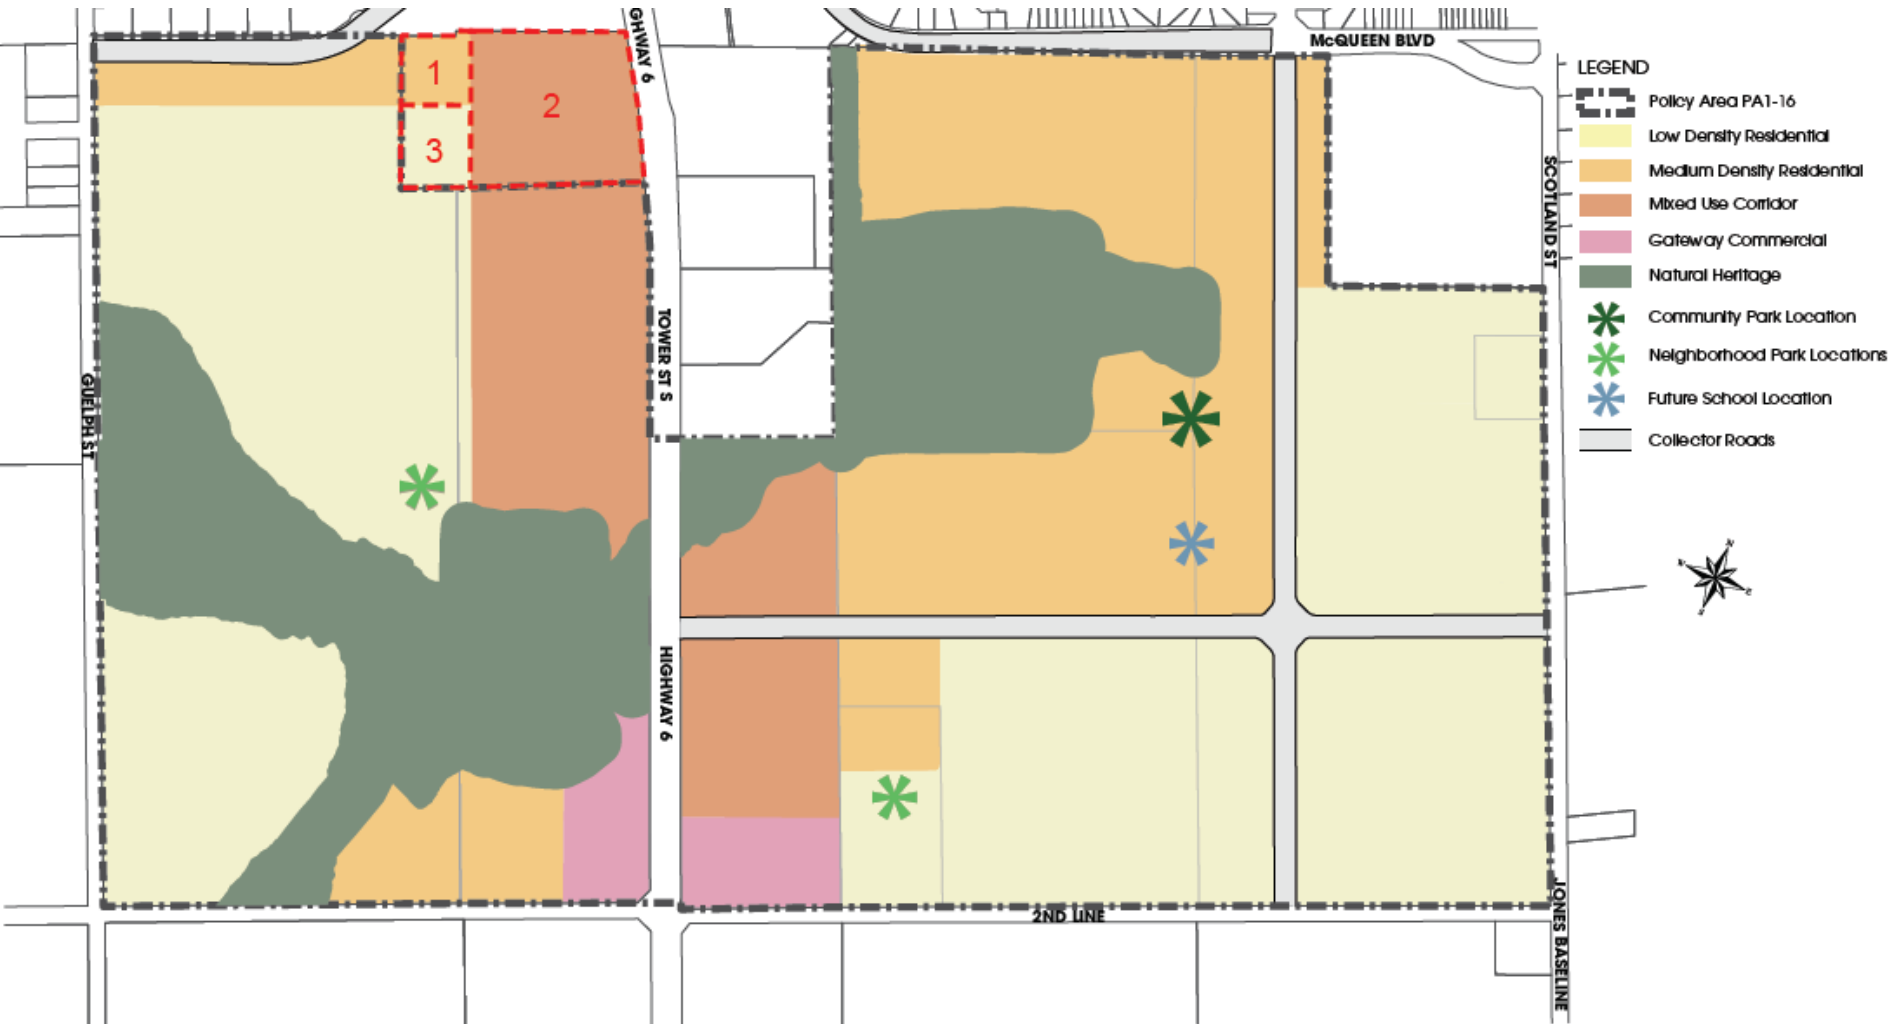 GHWAY 6
McQUEEN BLVD
1
2
3
LEGEND
Policy Area PA1-16
Low Density Residential
Medium Density Residential
Mixed Use Corridor
Gateway Commercial
Natural Heritage
Community Park Location
Neighborhood Park Locations
Future School Location
Collector Roads
SCOTLAND ST
TOWER ST S
GUELPH ST
HIGHWAY 6
2ND LINE
JONES BASELINE
N
E
S